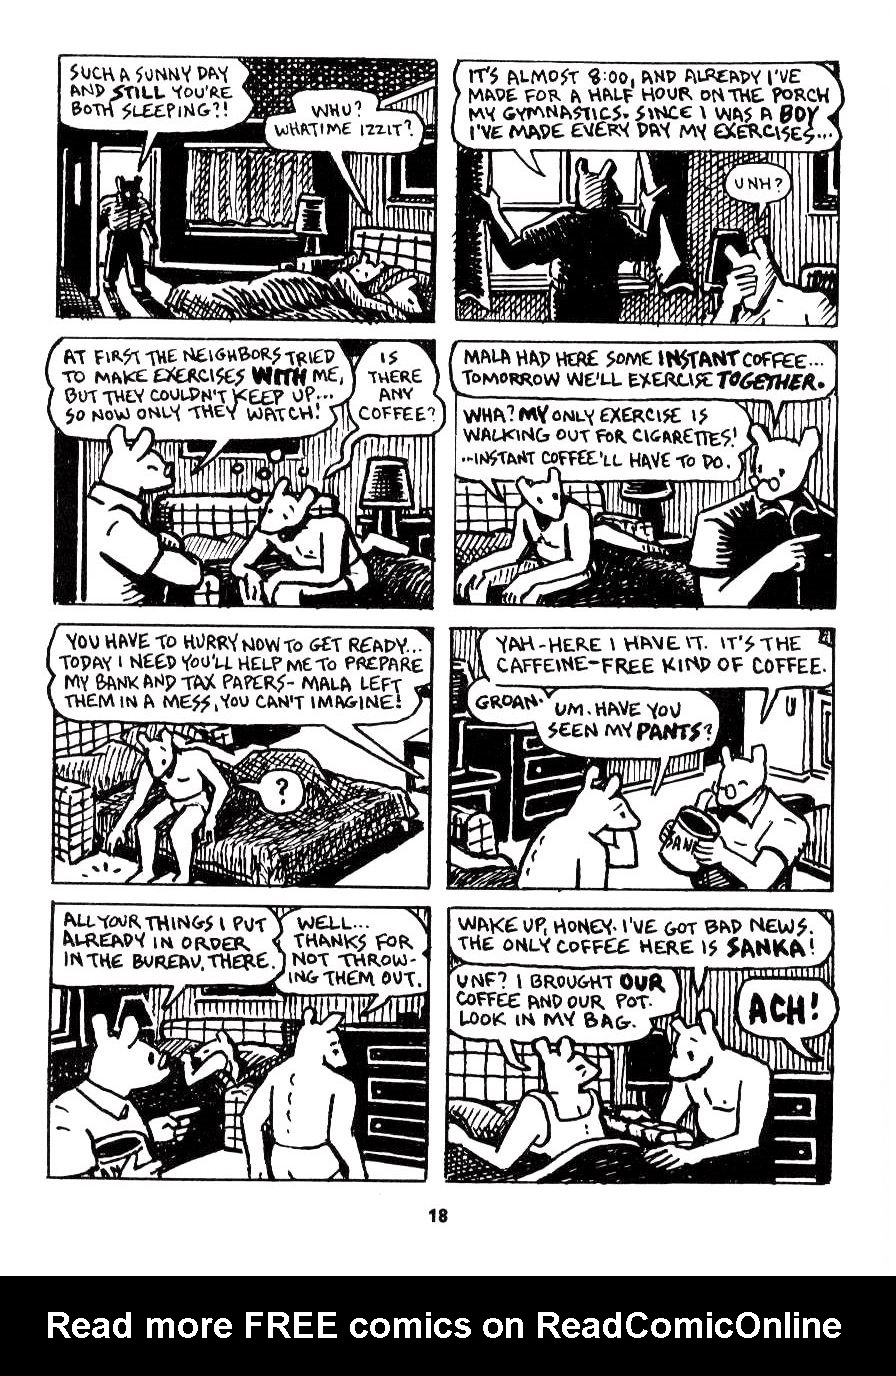 SUCH A SUNNY DAY
AND STILL YOU'RE
BOTH SLEEPING?!
WHU?
WHATIME IZZIT?
IT'S ALMOST 8:00, AND ALREADY I'VE
MADE FOR A HALF HOUR ON THE PORCH
MY GYMNASTICS. SINCE I WAS A BOY
I'VE MADE EVERY DAY MY EXERCISES...
UNH?
AT FIRST THE NEIGHBORS TRIED
TO MAKE EXERCISES WITH ME,
BUT THEY COULDN'T KEEP UP...
SO NOW ONLY THEY WATCH!
IS
THERE
ANY
COFFEE?
MALA HAD HERE SOME INSTANT COFFEE...
TOMORROW WE'LL EXERCISE TOGETHER.
WHA? MY ONLY EXERCISE IS
WALKING OUT FOR CIGARETTES!
...INSTANT COFFEE'LL HAVE TO DO.
YOU HAVE TO HURRY NOW TO GET READY...
TODAY I NEED YOU'LL HELP ME TO PREPARE
MY BANK AND TAX PAPERS- MALA LEFT
THEM IN A MESS, YOU CAN'T IMAGINE!
?
YAH-HERE I HAVE IT. IT'S THE
CAFFEINE-FREE KIND OF COFFEE.
GROAN.
UM. HAVE YOU
SEEN MY PANTS?
SANK
ALL YOUR THINGS I PUT
ALREADY IN ORDER
IN THE BUREAU, THERE.
WELL...
THANKS FOR
NOT THROW-
ING THEM OUT.
WAKE UP, HONEY. I'VE GOT BAD NEWS.
THE ONLY COFFEE HERE IS SANKA!
UNF? I BROUGHT OUR
COFFEE AND OUR POT.
LOOK IN MY BAG.
ACH!
18
Read more FREE comics on ReadComicOnline